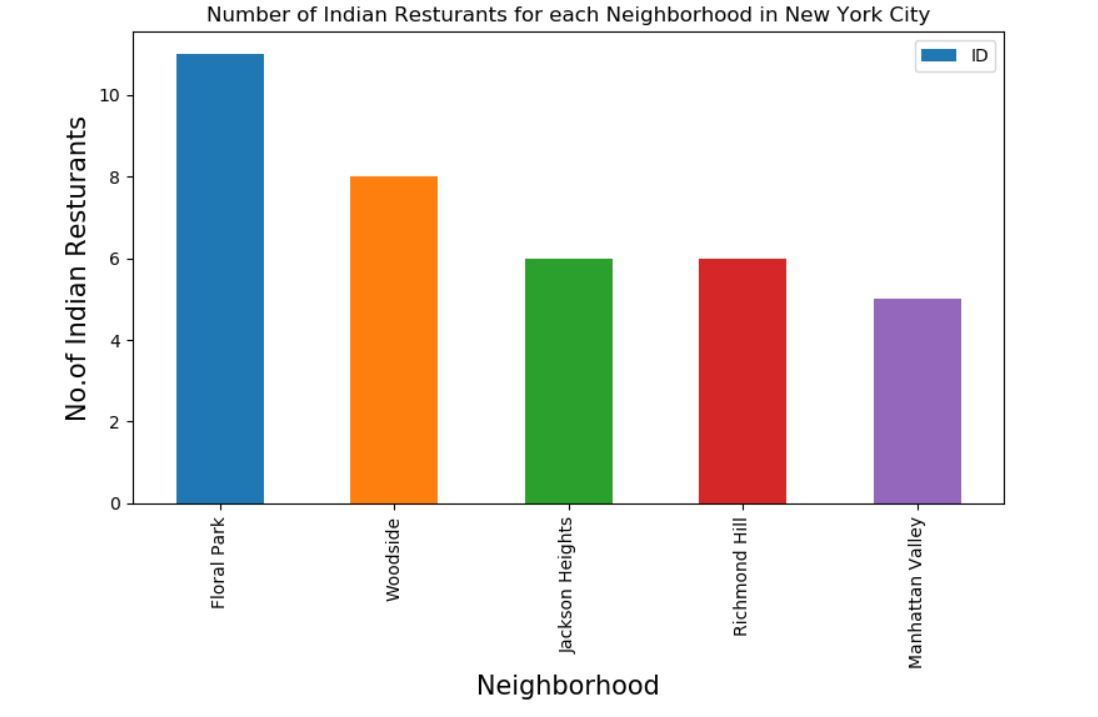 Number of Indian Resturants for each Neighborhood in New York City
ID
No.of Indian Resturants
10
8
6
4
2
0
Floral Park
Woodside
Jackson Heights
Richmond Hill
Manhattan Valley
Neighborhood